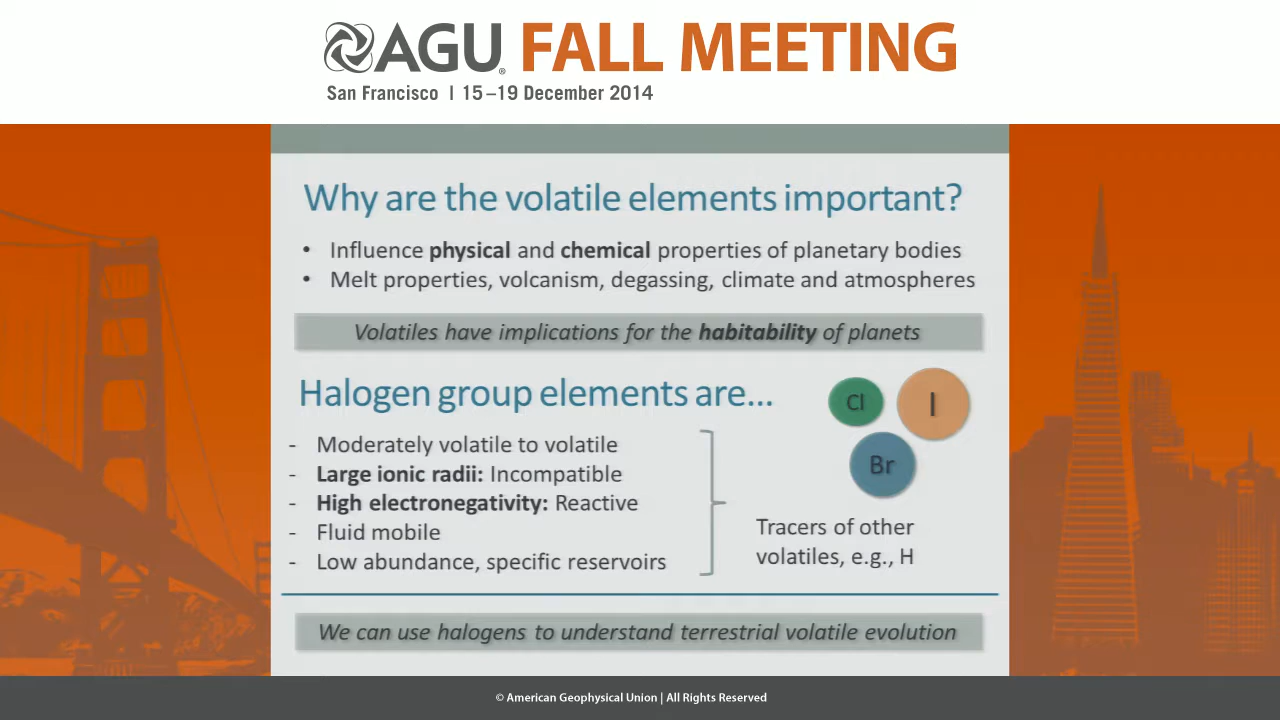 AGU FALL MEETING
San Francisco | 15–19 December 2014
Why are the volatile elements important?
• Influence physical and chemical properties of planetary bodies
• Melt properties, volcanism, degassing, climate and atmospheres
Volatiles have implications for the habitability of planets
Halogen group elements are...
Cl
I
Br
- Moderately volatile to volatile
- Large ionic radii: Incompatible
- High electronegativity: Reactive
- Fluid mobile
- Low abundance, specific reservoirs
Tracers of other
volatiles, e.g., H
We can use halogens to understand terrestrial volatile evolution
© American Geophysical Union | All Rights Reserved